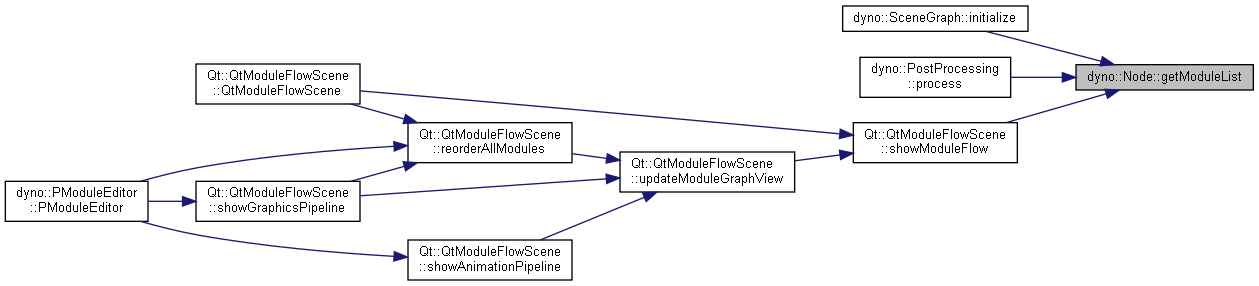 dyno::SceneGraph::initialize
dyno::PostProcessing
::process
dyno::Node::getModuleList
Qt::QtModuleFlowScene
::QtModuleFlowScene
Qt::QtModuleFlowScene
::reorderAllModules
Qt::QtModuleFlowScene
::showModuleFlow
Qt::QtModuleFlowScene
::updateModuleGraphView
dyno::PModuleEditor
::PModuleEditor
Qt::QtModuleFlowScene
::showGraphicsPipeline
Qt::QtModuleFlowScene
::showAnimationPipeline